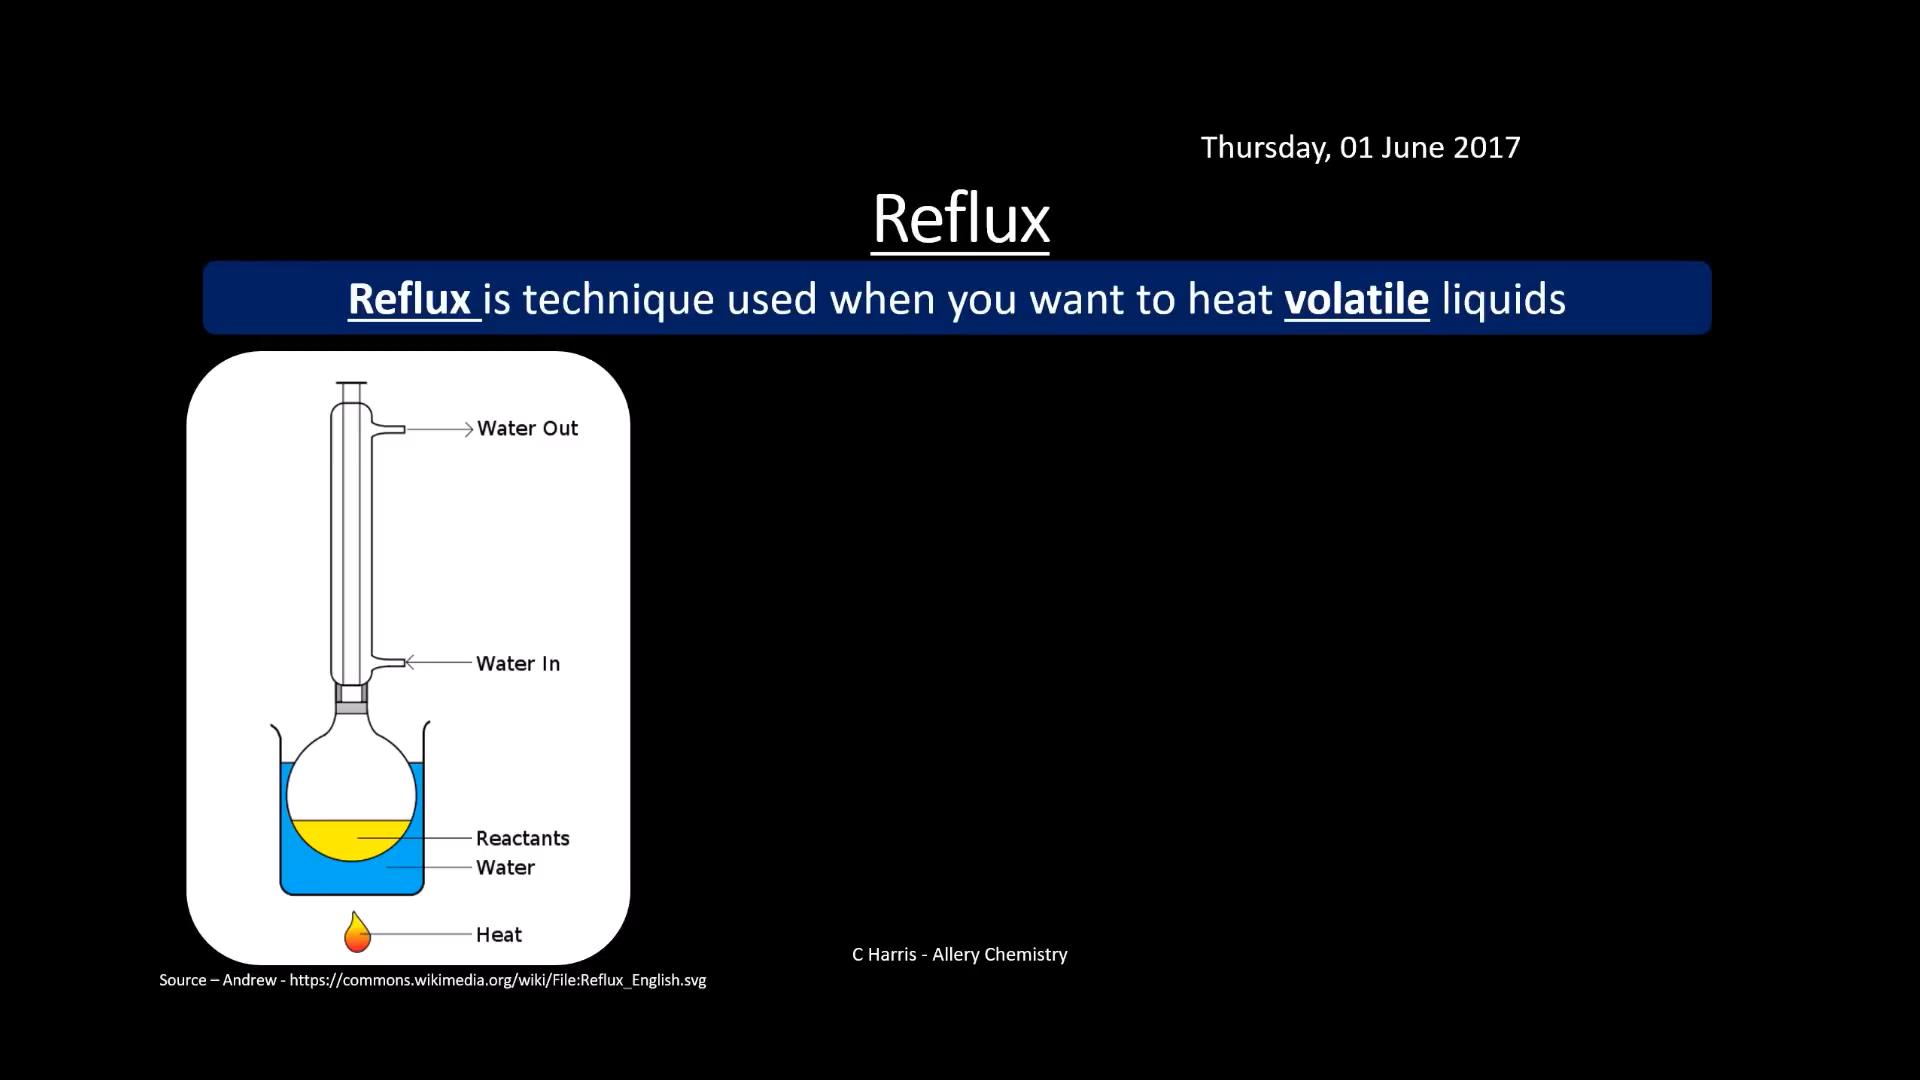 Thursday, 01 June 2017
Reflux
Reflux is technique used when you want to heat volatile liquids
Water Out
Water In
Reactants
Water
Heat
C Harris - Allery Chemistry
Source – Andrew - https://commons.wikimedia.org/wiki/File:Reflux_English.svg